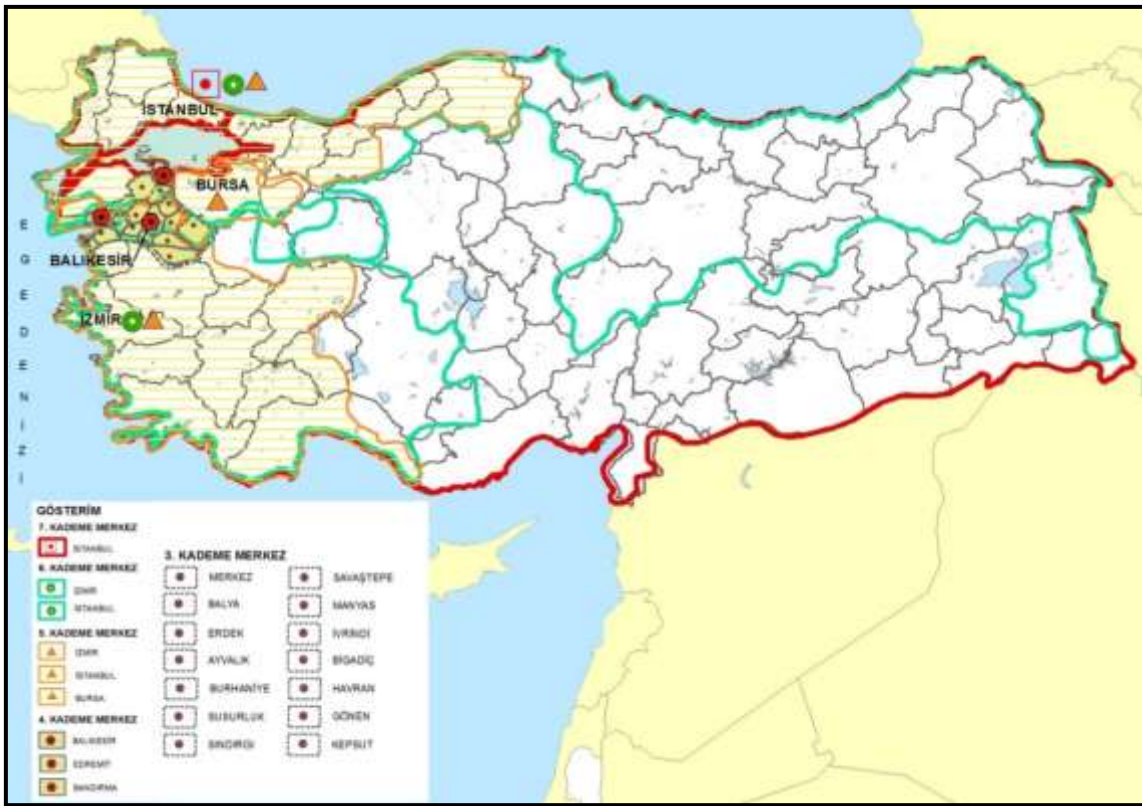 İSTANBUL
BURSA
BALIKESİR
İZMİR
E
G
E
D
E
N
İ
Z
İ
GÖSTERİM
7. KADEME MERKEZ
İSTANBUL
6. KADEME MERKEZ
İZMİR
İSTANBUL
5. KADEME MERKEZ
İZMİR
İSTANBUL
BURSA
4. KADEME MERKEZ
BALIKESİR
EDREMİT
BANDIRMA
3. KADEME MERKEZ
MERKEZ
BALYA
ERDEK
AYVALIK
BURHANİYE
SUSURLUK
SINDIRGI
SAVAŞTEPE
MANYAS
İVRİNDİ
BİGADİÇ
HAVRAN
GÖNEN
KEPSUT